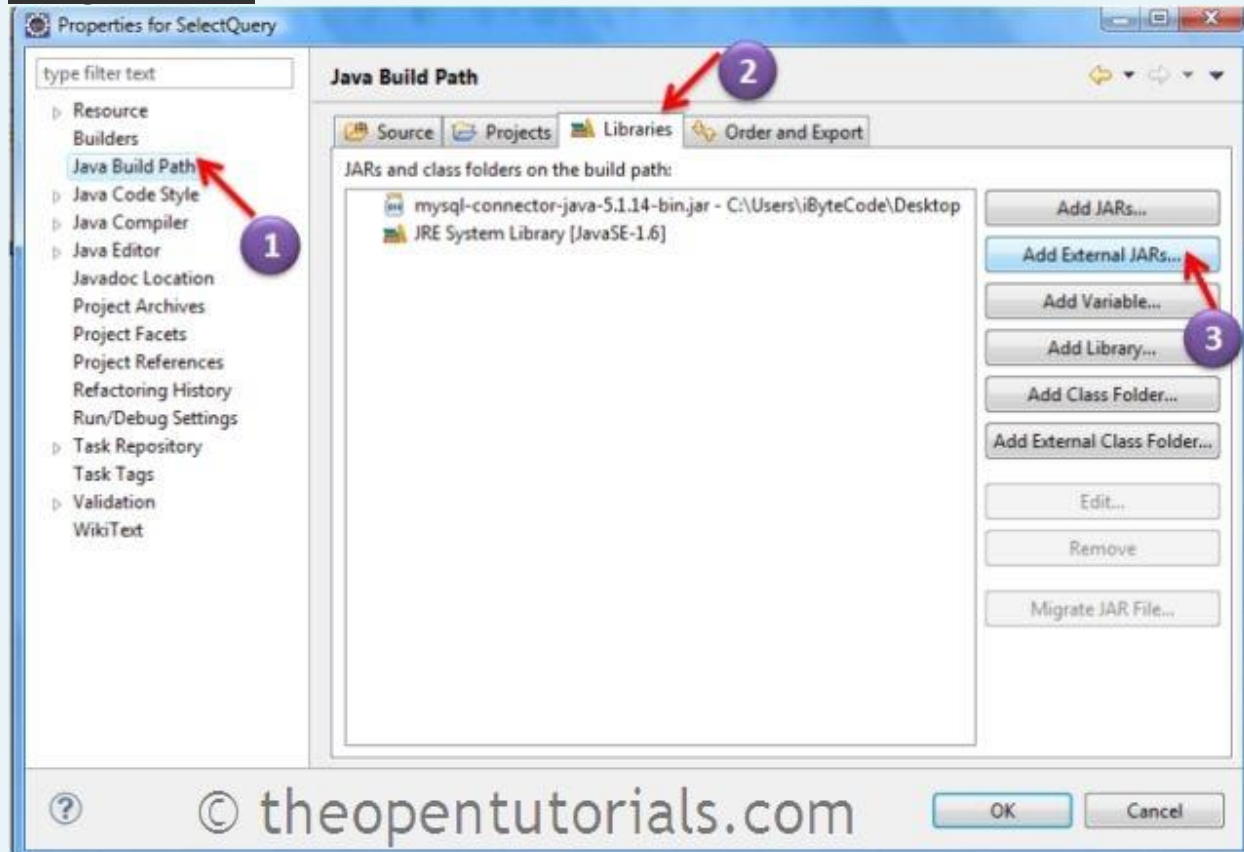 Properties for SelectQuery
type filter text
Resource
Builders
Java Build Path
Java Code Style
Java Compiler
Java Editor
Javadoc Location
Project Archives
Project Facets
Project References
Refactoring History
Run/Debug Settings
Task Repository
Task Tags
Validation
WikiText
1
Java Build Path
2
Source Projects Libraries Order and Export
JARs and class folders on the build path:
mysql-connector-java-5.1.14-bin.jar - C:\Users\iByteCode\Desktop
JRE System Library [JavaSE-1.6]
Add JARs...
Add External JARs...
Add Variable...
3
Add Library...
Add Class Folder...
Add External Class Folder...
Edit...
Remove
Migrate JAR File...
? © theopentutorials.com OK Cancel